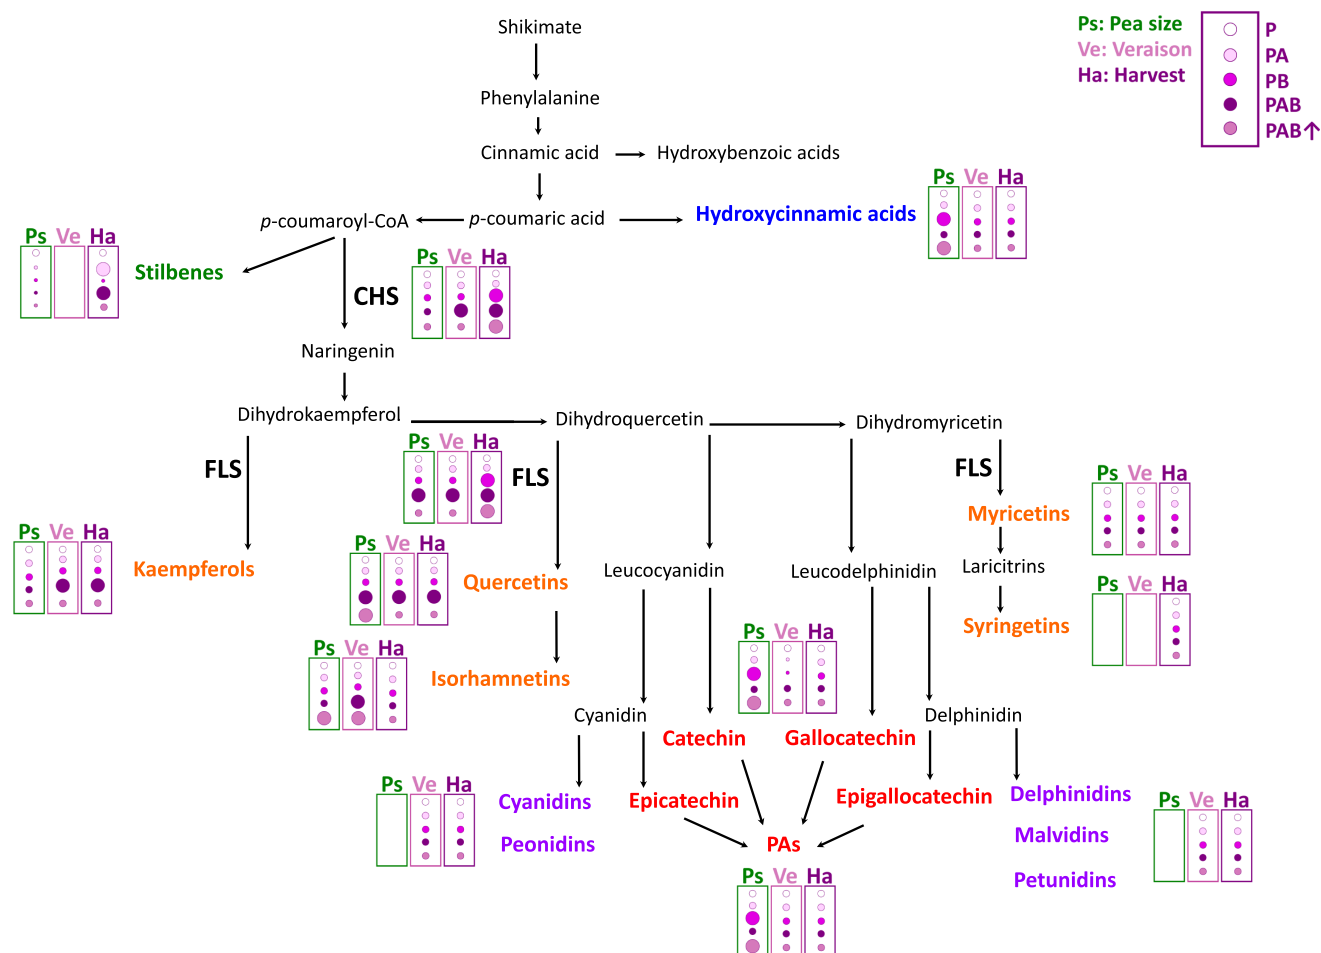 Shikimate
Ps: Pea size
Ve: Veraison
Ha: Harvest
P
PA
PB
PAB
PAB↑
Phenylalanine
Cinnamic acid
Hydroxybenzoic acids
Ps Ve Ha
p-coumaroyl-CoA
p-coumaric acid
Hydroxycinnamic acids
Ps Ve Ha
Stilbenes
Ps Ve Ha
CHS
Naringenin
Dihydrokaempferol
Dihydroquercetin
Dihydromyricetin
Ps Ve Ha
FLS
FLS
FLS
Ps Ve Ha
Myricetins
Ps Ve Ha
Kaempferols
Ps Ve Ha
Quercetins
Leucocyanidin
Leucodelphinidin
Laricitrins
Ps Ve Ha
Syringetins
Ps Ve Ha
Isorhamnetins
Ps Ve Ha
Cyanidin
Delphinidin
Catechin
Gallocatechin
Ps Ve Ha
Cyanidins
Epicatechin
Epigallocatechin
Delphinidins
Ps Ve Ha
Peonidins
PAs
Malvidins
Petunidins
Ps Ve Ha